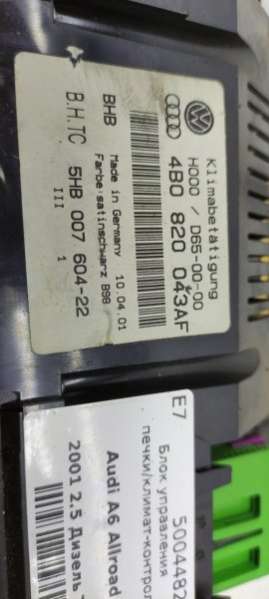 Klimabetätigung
H000 / D65-00-00
4B0 820 043AF
BHB
Made in Germany 10.04.01
Farbe:satinschwarz B98
B.H.TC 5HB 007 604-22
III 1
E7 5004482
Блок управления
печки/климат-контрол
Audi A6 Allroad
2001 2.5 Дизель